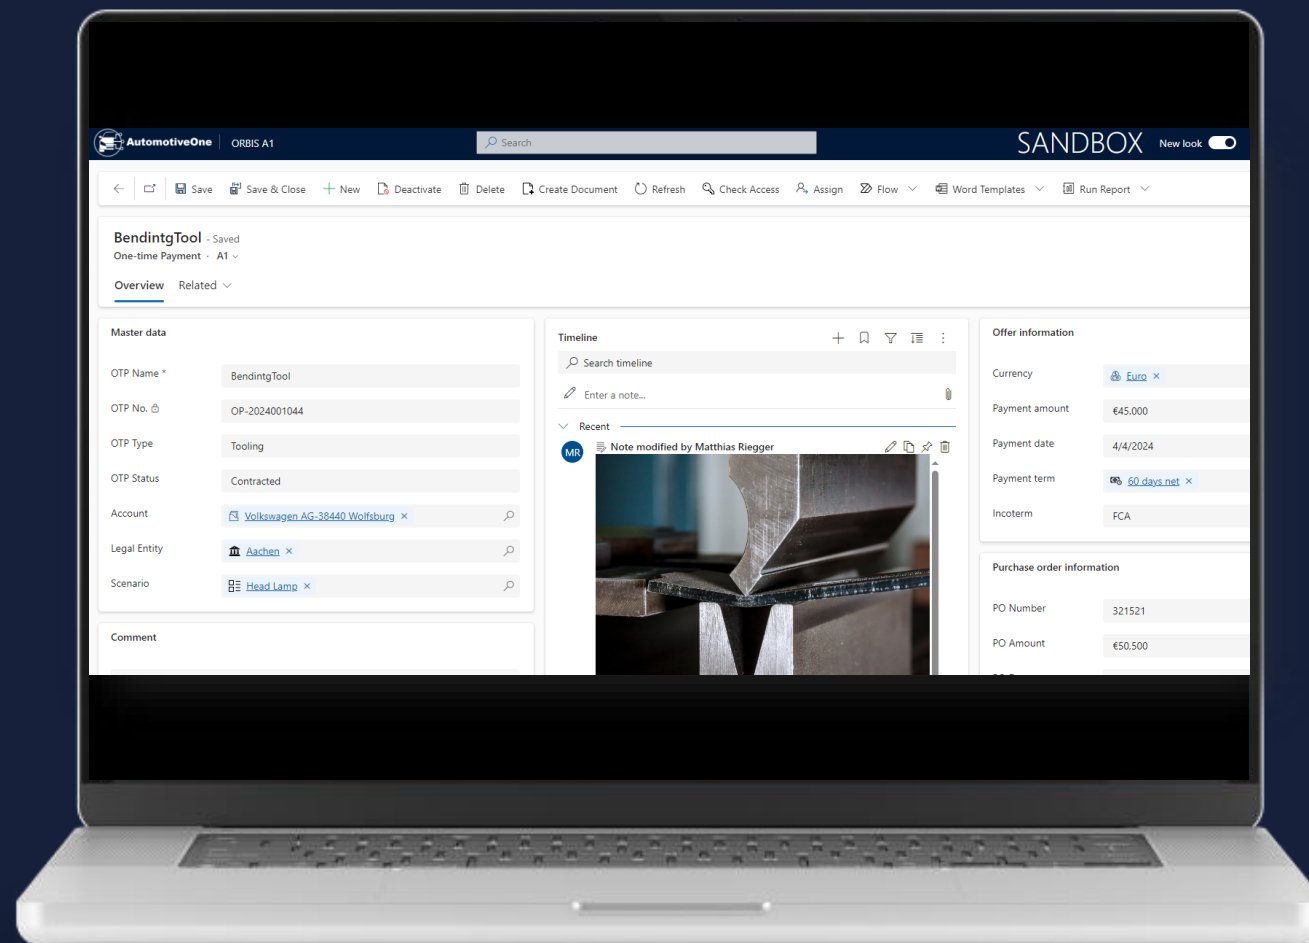 AutomotiveOne ORBIS A1 Search SANDBOX New look
Save Save & Close New Deactivate Delete Create Document Refresh Check Access Assign Flow Word Templates Run Report
BendintgTool - Saved
One-time Payment · A1
Overview Related
Master data
OTP Name * BendintgTool
OTP No. OP-2024001044
OTP Type Tooling
OTP Status Contracted
Account Volkswagen AG-38440 Wolfsburg
Legal Entity Aachen
Scenario Head Lamp
Comment
Timeline
Search timeline
Enter a note...
Recent
MR Note modified by Matthias Riegger
Offer information
Currency Euro
Payment amount €45.000
Payment date 4/4/2024
Payment term 60 days net
Incoterm FCA
Purchase order information
PO Number 321521
PO Amount €50,500